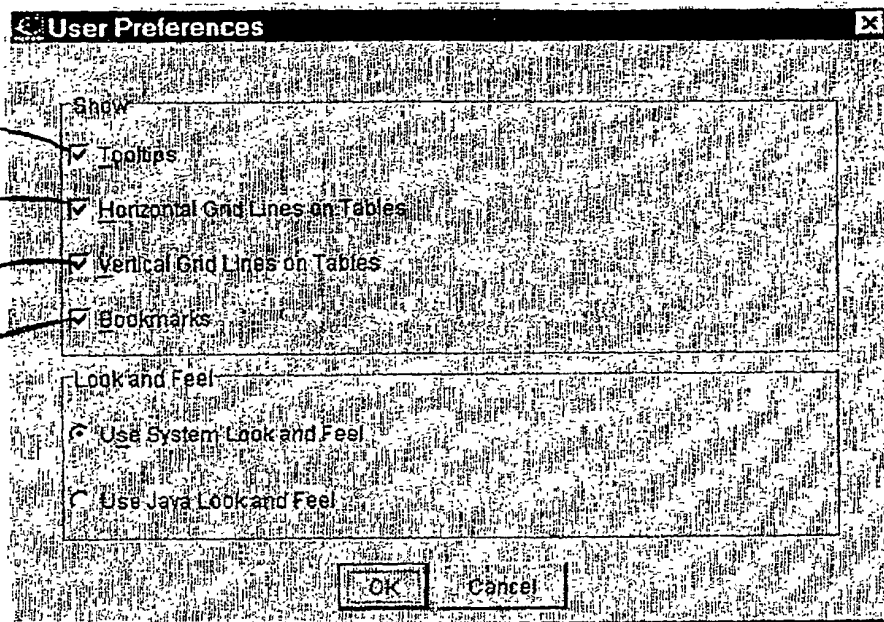 User Preferences
Show
Tooltips
Horizontal Grid Lines on Tables
Vertical Grid Lines on Tables
Bookmarks
Look and Feel
Use System Look and Feel
Use Java Look and Feel
OK
Cancel